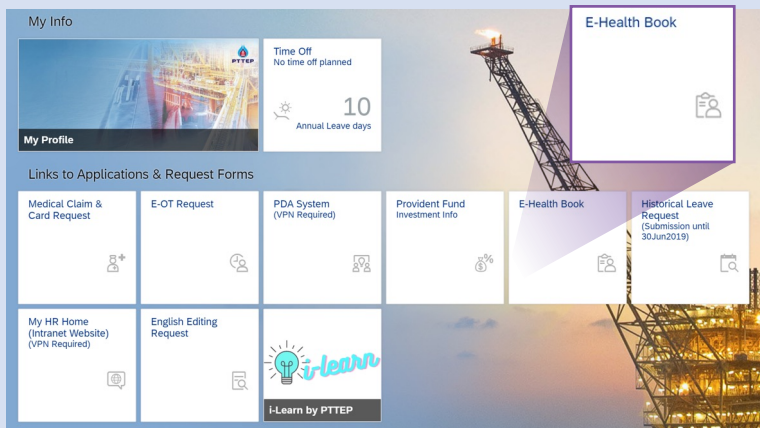 My Info
E-Health Book
PTTEP
My Profile
Time Off
No time off planned
10
Annual Leave days
Links to Applications & Request Forms
Medical Claim &
Card Request
E-OT Request
PDA System
(VPN Required)
Provident Fund
Investment Info
E-Health Book
Historical Leave
Request
(Submission until
30Jun2019)
My HR Home
(Intranet Website)
(VPN Required)
English Editing
Request
i-learn
i-Learn by PTTEP